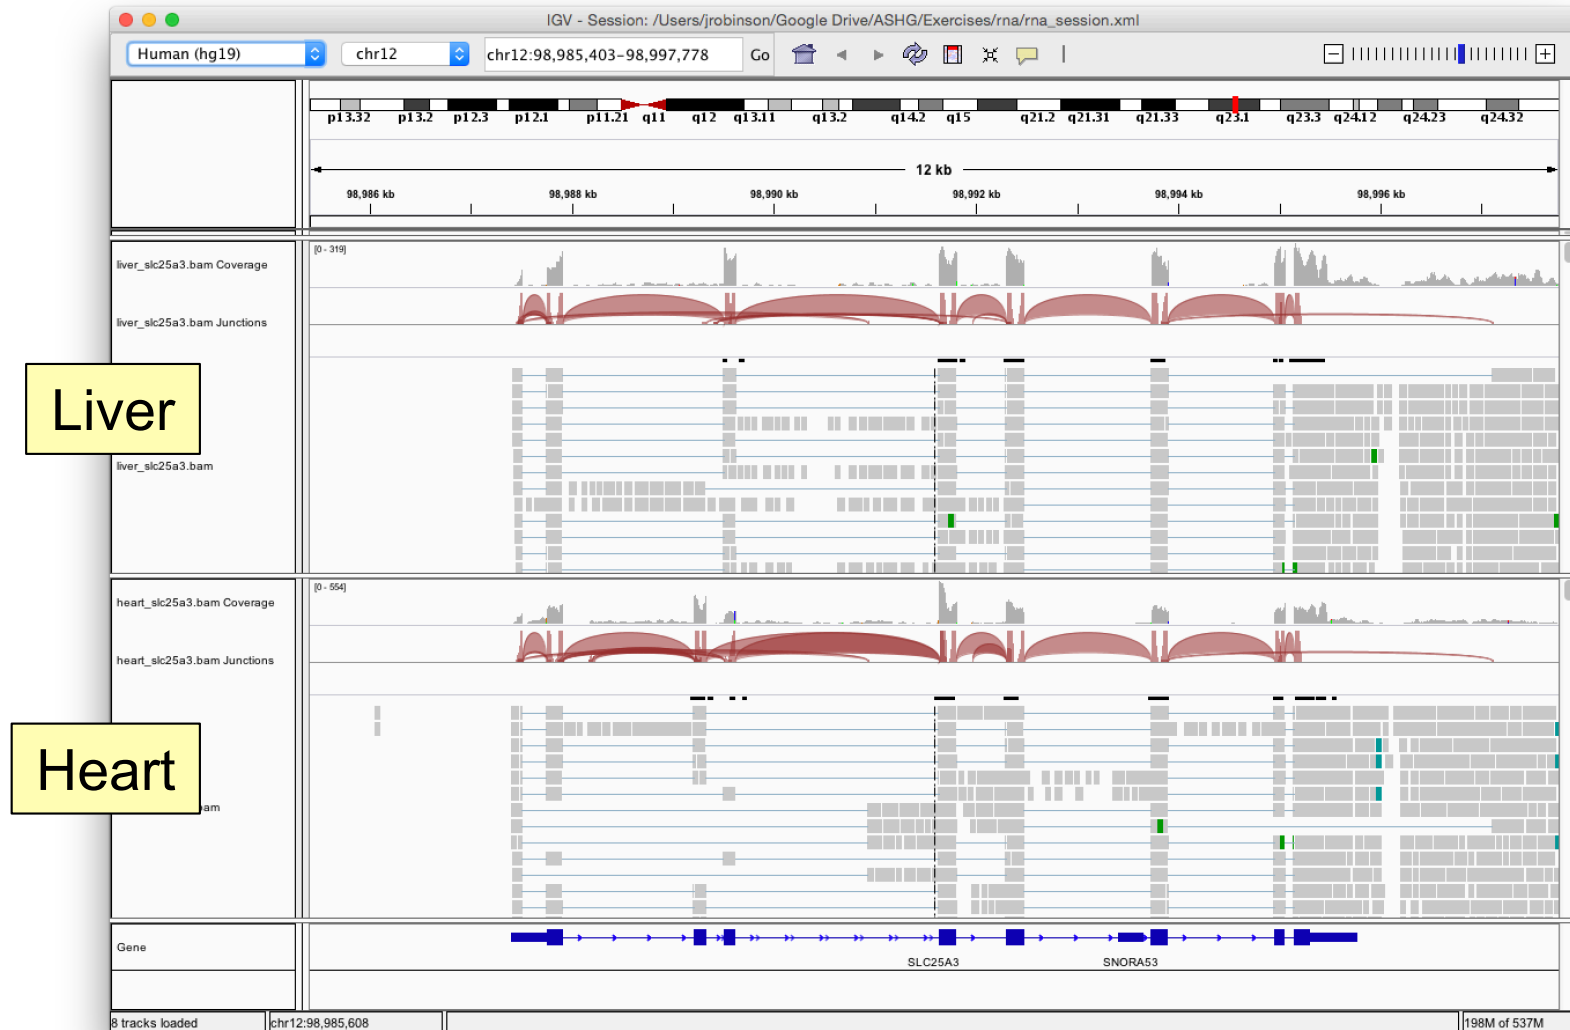 IGV - Session: /Users/jrobinson/Google Drive/ASHG/Exercises/rna/rna_session.xml
Human (hg19) chr12 chr12:98,985,403-98,997,778 Go
p13.32 p13.2 p12.3 p12.1 p11.21 q11 q12 q13.11 q13.2 q14.2 q15 q21.2 q21.31 q21.33 q23.1 q23.3 q24.12 q24.23 q24.32
12 kb
98,986 kb 98,988 kb 98,990 kb 98,992 kb 98,994 kb 98,996 kb
[0 - 319]
liver_slc25a3.bam Coverage
liver_slc25a3.bam Junctions
Liver
liver_slc25a3.bam
[0 - 554]
heart_slc25a3.bam Coverage
heart_slc25a3.bam Junctions
Heart
bam
Gene
SLC25A3 SNORA53
8 tracks loaded chr12:98,985,608 198M of 537M